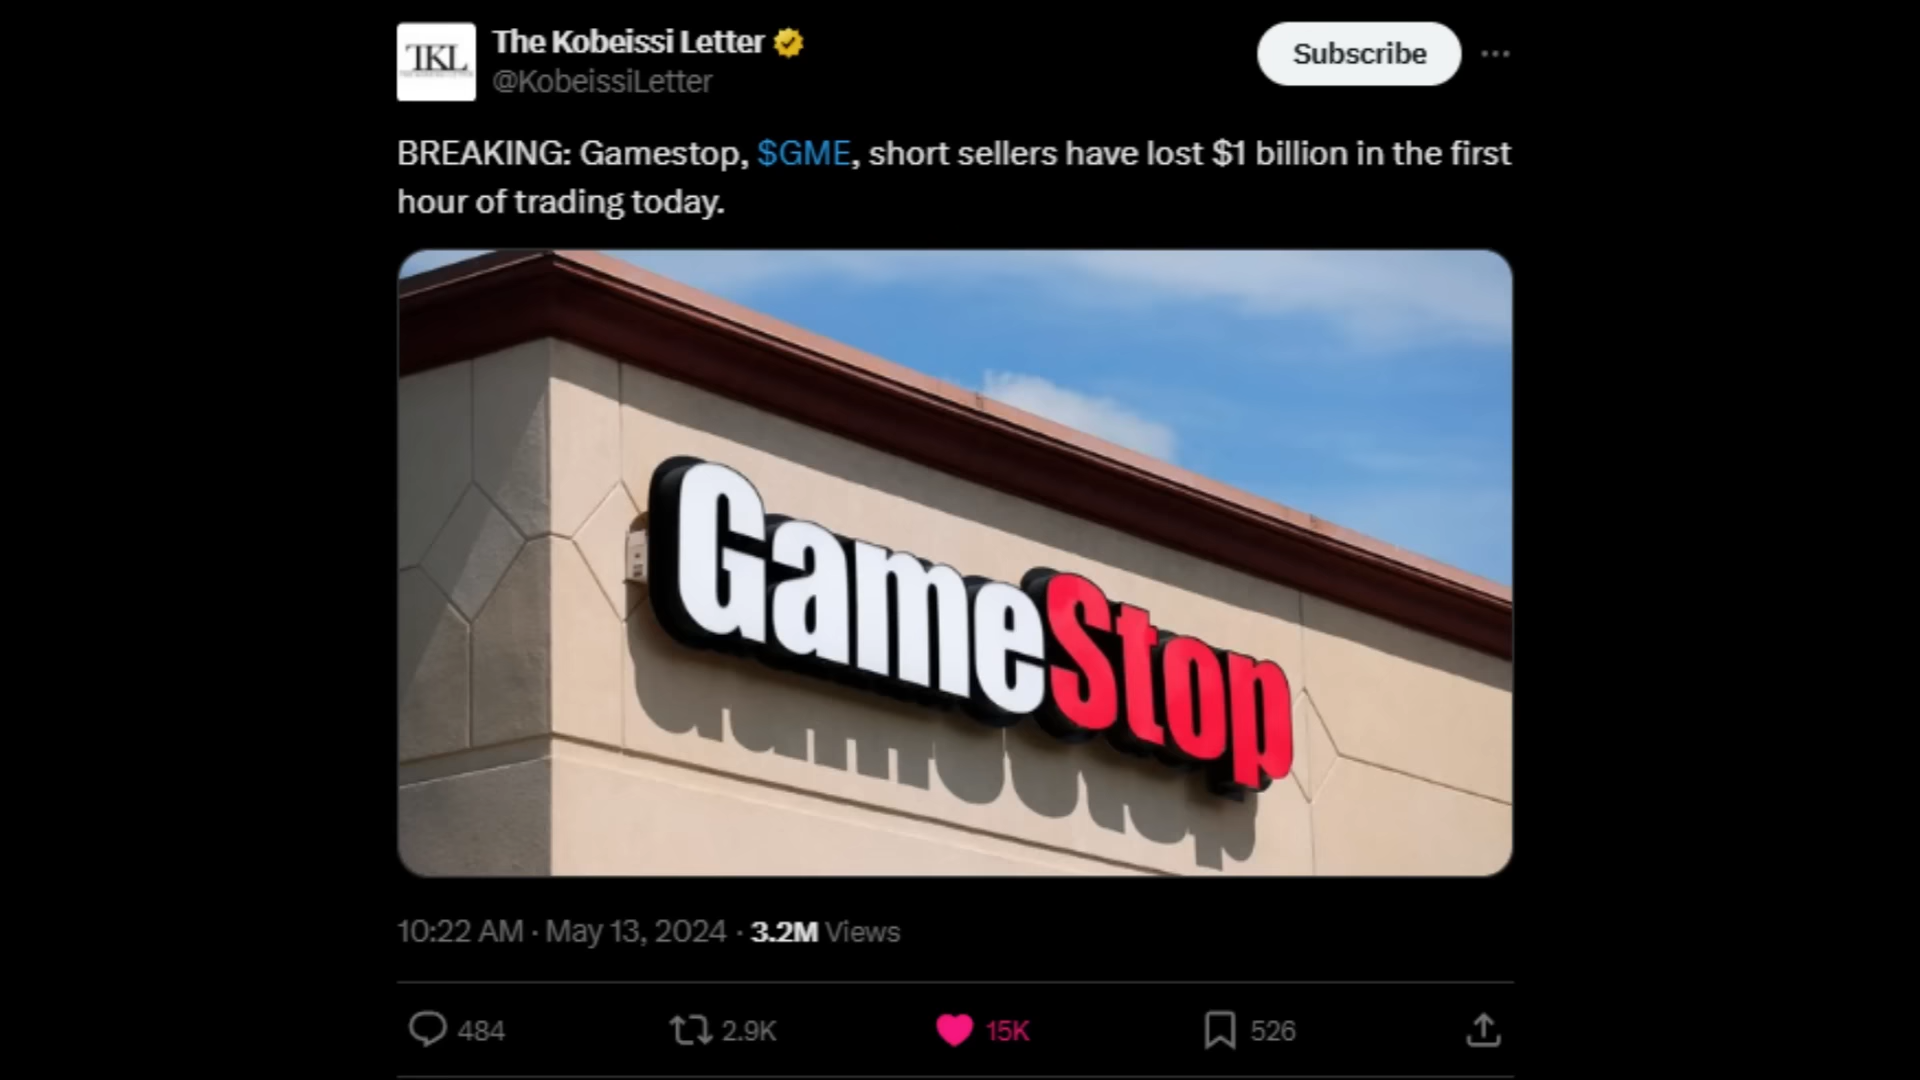 TKL
The Kobeissi Letter
@KobeissiLetter
Subscribe
BREAKING: Gamestop, $GME, short sellers have lost $1 billion in the first
hour of trading today.
GameStop
10:22 AM · May 13, 2024 · 3.2M Views
484
2.9K
15K
526